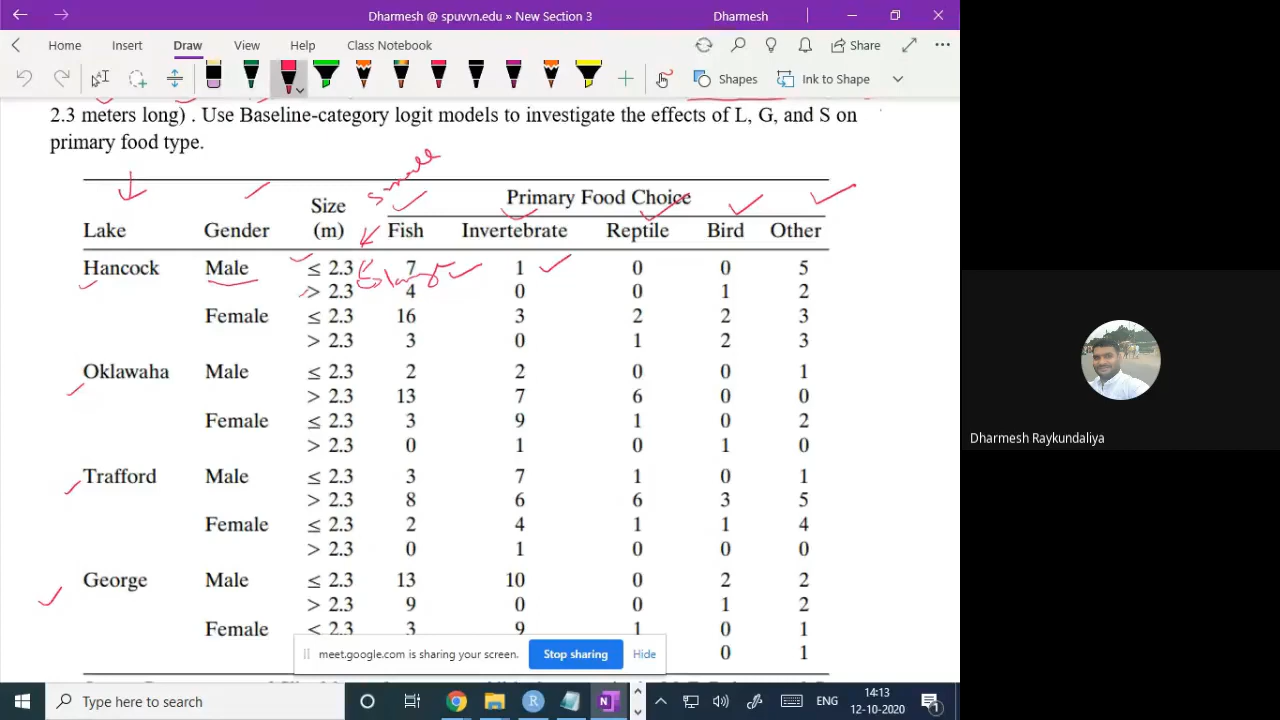 Dharmesh @ spuvvn.edu » New Section 3
Dharmesh
Home Insert Draw View Help Class Notebook
Share
Shapes
Ink to Shape
2.3 meters long) . Use Baseline-category logit models to investigate the effects of L, G, and S on
primary food type.
small
Primary Food Choice
Size
Lake Gender (m) Fish Invertebrate Reptile Bird Other
Hancock Male ≤ 2.3 7 1 0 0 5
large
> 2.3 4 0 0 1 2
Female ≤ 2.3 16 3 2 2 3
> 2.3 3 0 1 2 3
Oklawaha Male ≤ 2.3 2 2 0 0 1
> 2.3 13 7 6 0 0
Female ≤ 2.3 3 9 1 0 2
> 2.3 0 1 0 1 0
Trafford Male ≤ 2.3 3 7 1 0 1
> 2.3 8 6 6 3 5
Female ≤ 2.3 2 4 1 1 4
> 2.3 0 1 0 0 0
George Male ≤ 2.3 13 10 0 2 2
> 2.3 9 0 0 1 2
Female ≤ 2.3 3 9 1 0 1
0 1
meet.google.com is sharing your screen.
Stop sharing
Hide
Dharmesh Raykundaliya
Type here to search
ENG
14:13
12-10-2020